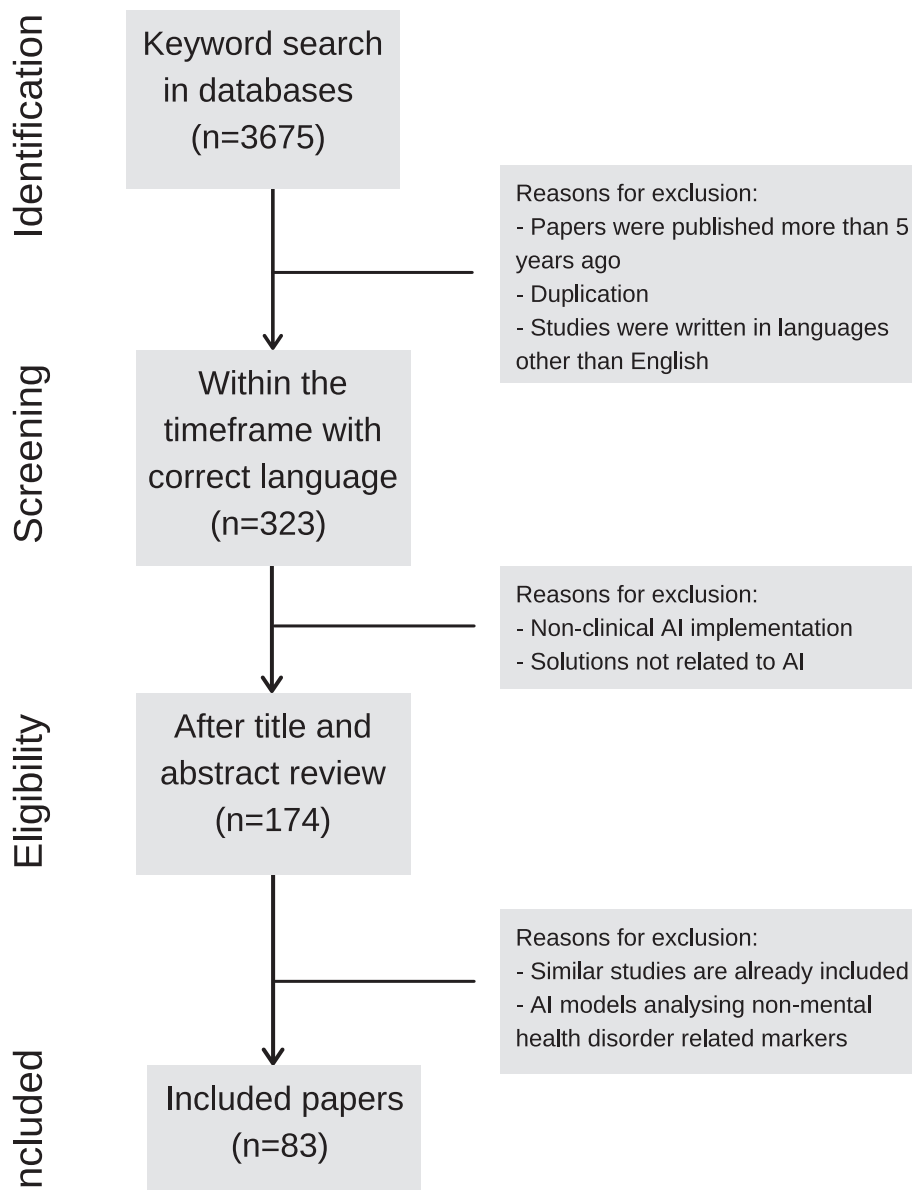 Identification
Keyword search
in databases
(n=3675)
Reasons for exclusion:
- Papers were published more than 5
years ago
- Duplication
- Studies were written in languages
other than English
Screening
Within the
timeframe with
correct language
(n=323)
Reasons for exclusion:
- Non-clinical AI implementation
- Solutions not related to AI
Eligibility
After title and
abstract review
(n=174)
Reasons for exclusion:
- Similar studies are already included
- AI models analysing non-mental
health disorder related markers
ncluded
Included papers
(n=83)